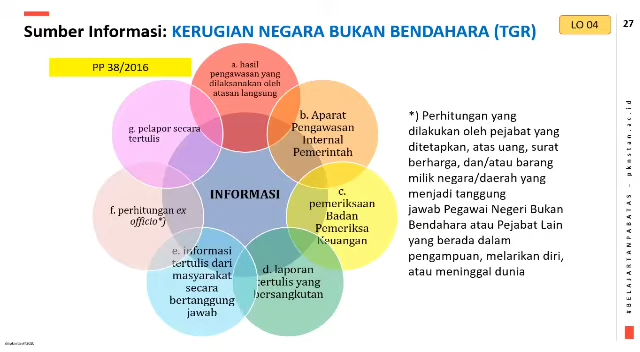 Sumber Informasi: KERUGIAN NEGARA BUKAN BENDAHARA (TGR)
LO 04
27
PP 38/2016
a. hasil
pengawasan yang
dilaksanakan oleh
atasan langsung
b. Aparat
Pengawasan
Internal
Pemerintah
c.
pemeriksaan
Badan
Pemeriksa
Keuangan
d. laporan
tertulis yang
bersangkutan
e. informasi
tertulis dari
masyarakat
secara
bertanggung
jawab
f. perhitungan ex
officio*)
g. pelapor secara
tertulis
INFORMASI
*) Perhitungan yang
dilakukan oleh pejabat yang
ditetapkan, atas uang, surat
berharga, dan/atau barang
milik negara/daerah yang
menjadi tanggung
jawab Pegawai Negeri Bukan
Bendahara atau Pejabat Lain
yang berada dalam
pengampuan, melarikan diri,
atau meninggal dunia
#BELAJARTANPABATAS - pknstan.ac.id